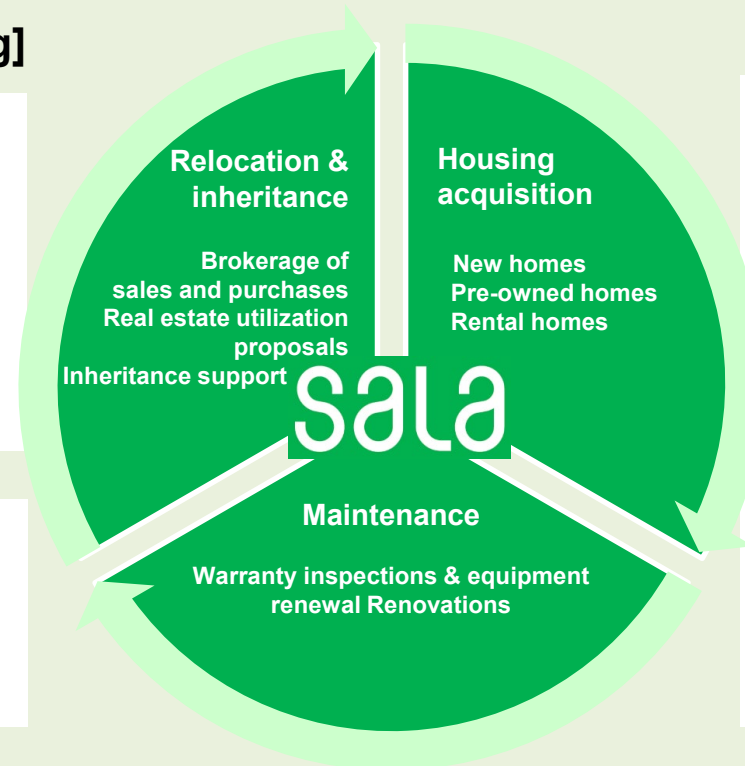 g]
Relocation &
inheritance
Brokerage of
sales and purchases
Real estate utilization
proposals
Inheritance support
Housing
acquisition
New homes
Pre-owned homes
Rental homes
sala
Maintenance
Warranty inspections & equipment
renewal Renovations